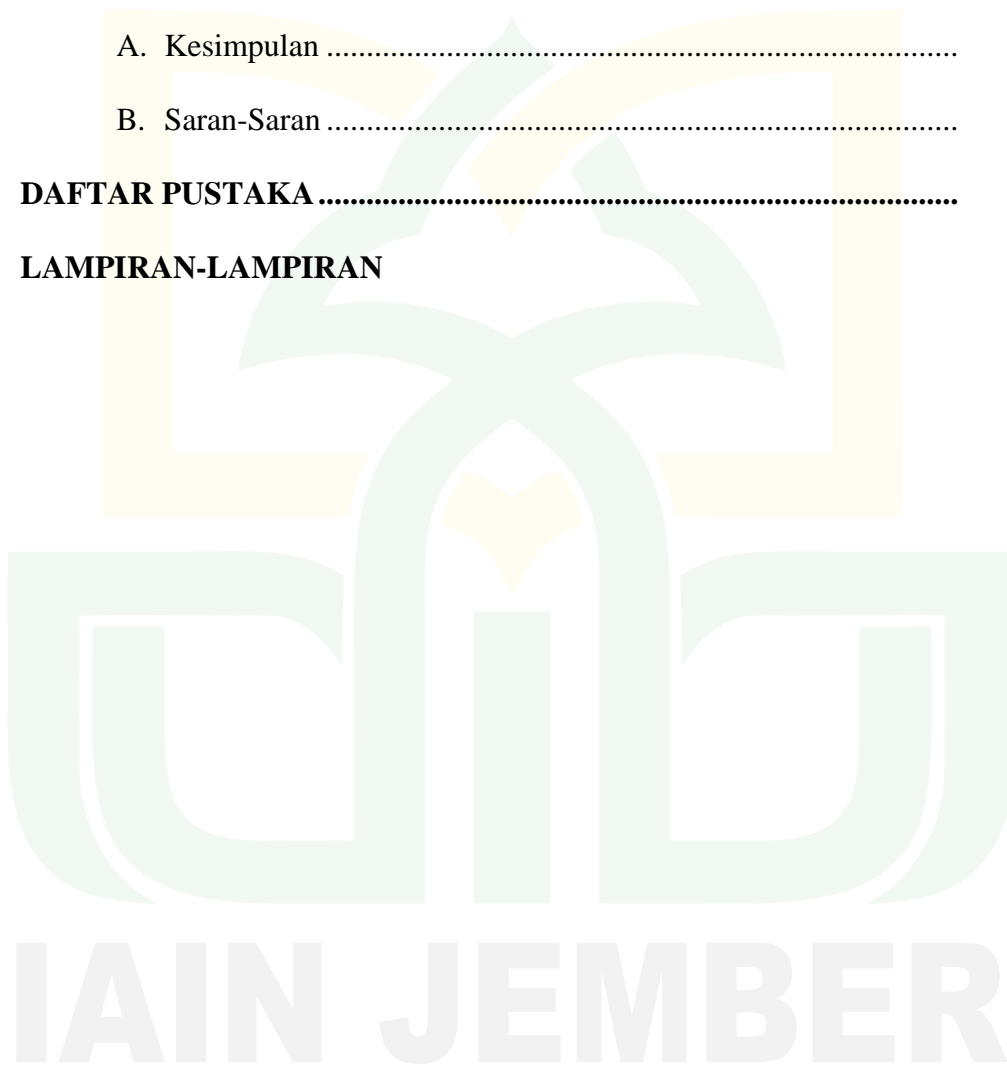 A. Kesimpulan ......................................................................
B. Saran-Saran ......................................................................
DAFTAR PUSTAKA ......................................................................
LAMPIRAN-LAMPIRAN
IAIN JEMBER